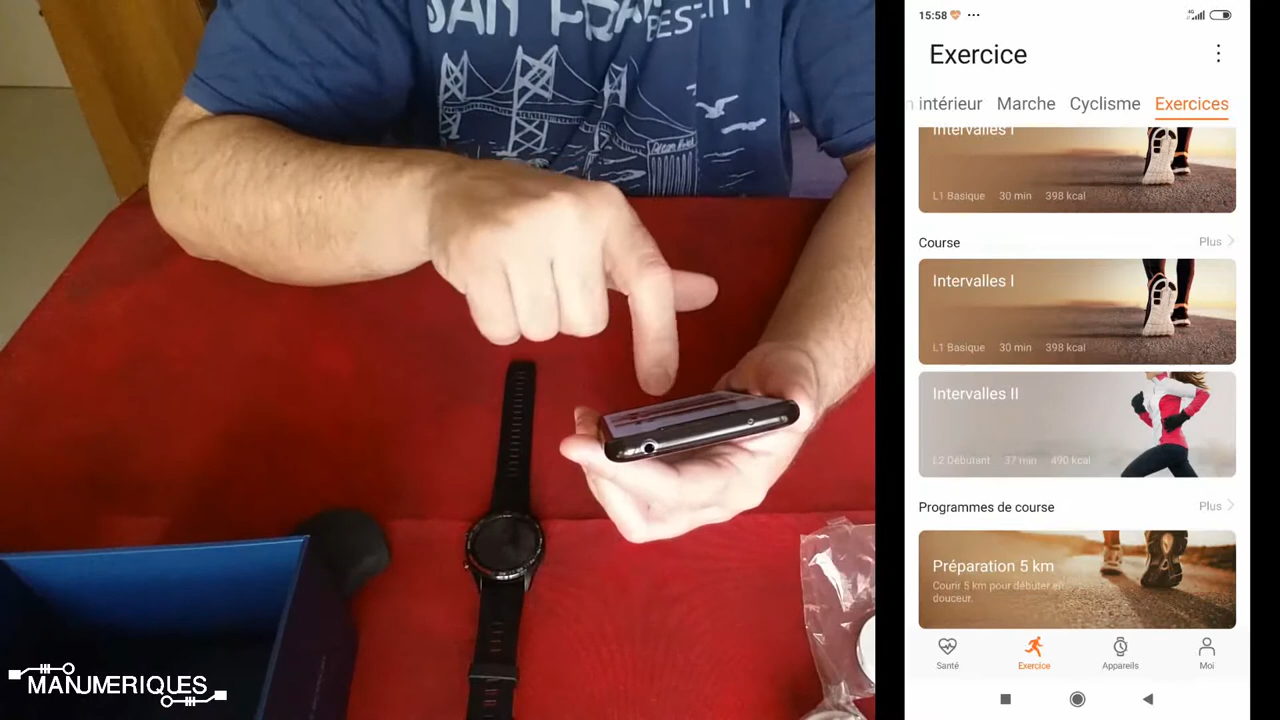 SAN FRA
15:58
Exercice
intérieur Marche Cyclisme Exercices
Intervalles I
L1 Basique 30 min 398 kcal
Course Plus
Intervalles I
L1 Basique 30 min 398 kcal
Intervalles II
L2 Débutant 37 min 490 kcal
Programmes de course Plus
Préparation 5 km
Courir 5 km pour débuter en
douceur.
Santé Exercice Appareils Moi
MANUMERIQUES